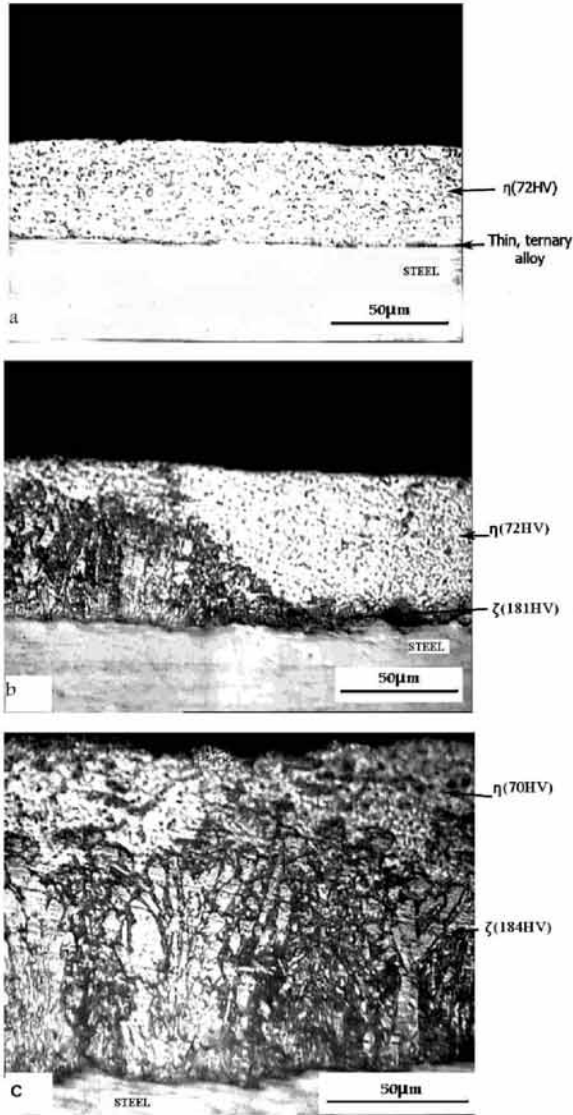 η(72HV)
Thin, ternary
alloy
STEEL
50μm
a
η(72HV)
ζ(181HV)
STEEL
50μm
b
η(70HV)
ζ(184HV)
C
STEEL
50μm